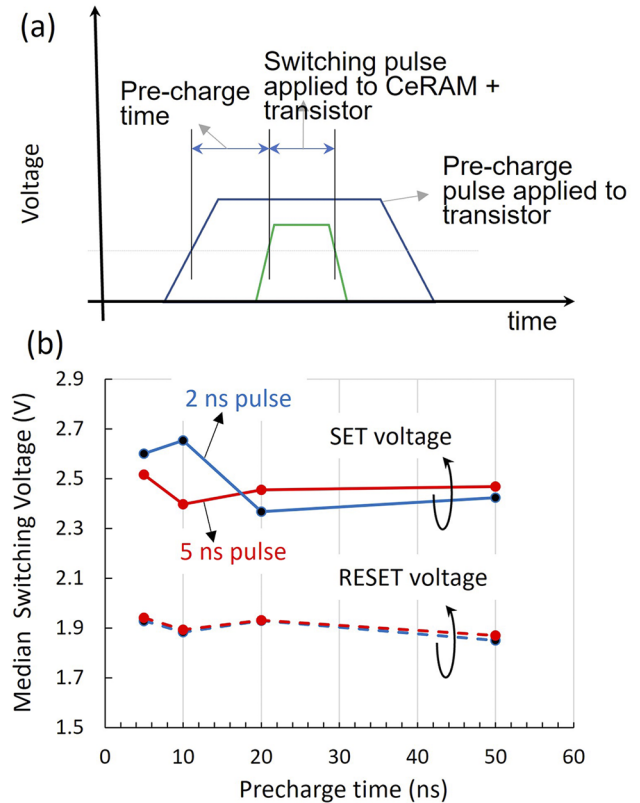 (a)
Switching pulse
applied to CeRAM +
transistor
Pre-charge
time
Pre-charge
pulse applied to
transistor
Voltage
time
(b)
2.9
2.7
2.5
2.3
2.1
1.9
1.7
1.5
Median Switching Voltage (V)
2 ns pulse
SET voltage
5 ns pulse
RESET voltage
0
10
20
30
40
50
60
Precharge time (ns)